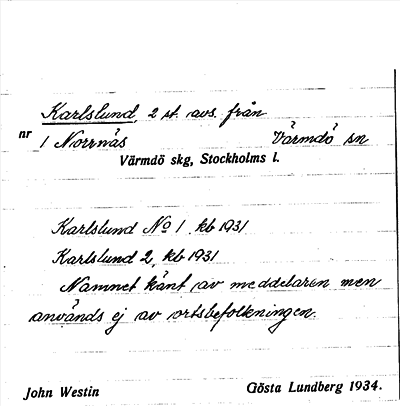 Karlslund, 2 st. avs. från
nr 1 Norrnäs Värmdö sn
Värmdö skg, Stockholms l.
Karlslund No 1, kb 1931
Karlslund 2, kb 1931
Namnet känt av meddelaren men
används ej av ortsbefolkningen.
John Westin Gösta Lundberg 1934.